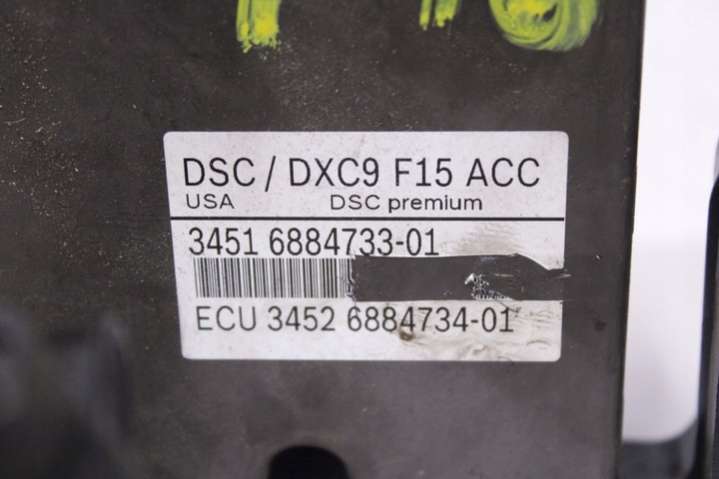 DSC / DXC9 F15 ACC
USA DSC premium
3451 6884733-01
ECU 3452 6884734-01